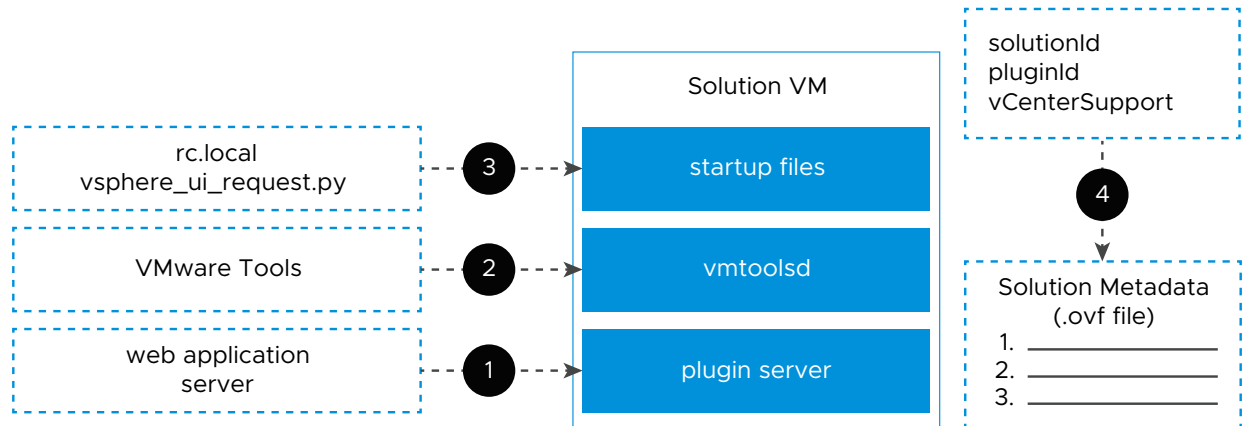 rc.local
vsphere_ui_request.py
VMware Tools
web application
server
3
2
1
Solution VM
startup files
vmtoolsd
plugin server
solutionId
pluginId
vCenterSupport
4
Solution Metadata
(.ovf file)
1.
2.
3.